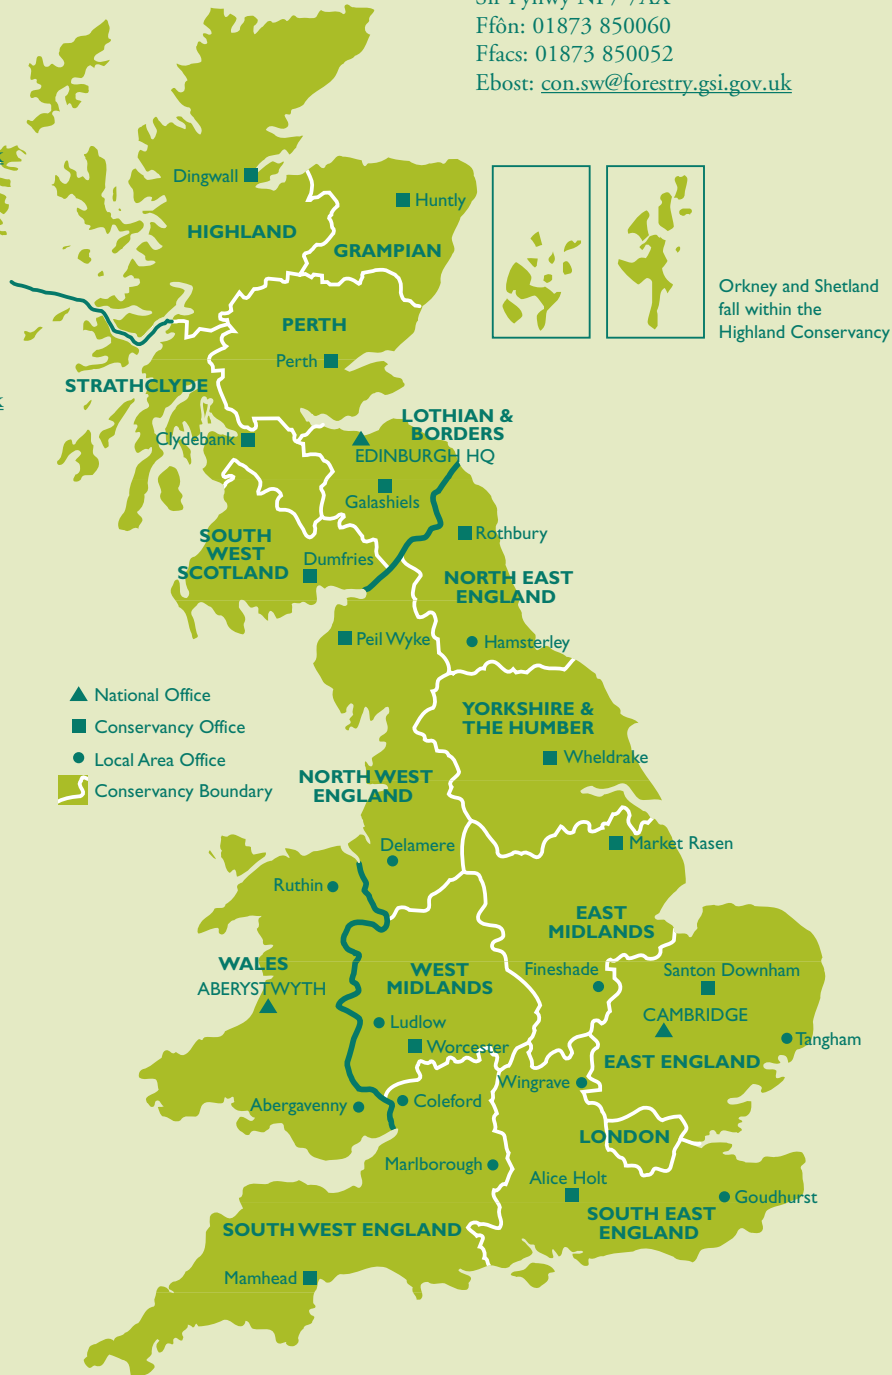 Ffôn: 01873 850060
Ffacs: 01873 850052
Ebost: con.sw@forestry.gsi.gov.uk
Dingwall
Huntly
HIGHLAND
GRAMPIAN
Orkney and Shetland
fall within the
Highland Conservancy
PERTH
Perth
STRATHCLYDE
LOTHIAN &
BORDERS
Clydebank
EDINBURGH HQ
Galashiels
Rothbury
SOUTH
WEST
SCOTLAND
Dumfries
NORTH EAST
ENGLAND
Peil Wyke
Hamsterley
National Office
Conservancy Office
Local Area Office
Conservancy Boundary
YORKSHIRE &
THE HUMBER
Wheldrake
NORTH WEST
ENGLAND
Delamere
Market Rasen
Ruthin
EAST
MIDLANDS
WALES
ABERYSTWYTH
WEST
MIDLANDS
Fineshade
Santon Downham
CAMBRIDGE
Ludlow
Worcester
Tangham
EAST ENGLAND
Wingrave
Abergavenny
Coleford
LONDON
Marlborough
Alice Holt
Goudhurst
SOUTH WEST ENGLAND
SOUTH EAST
ENGLAND
Mamhead